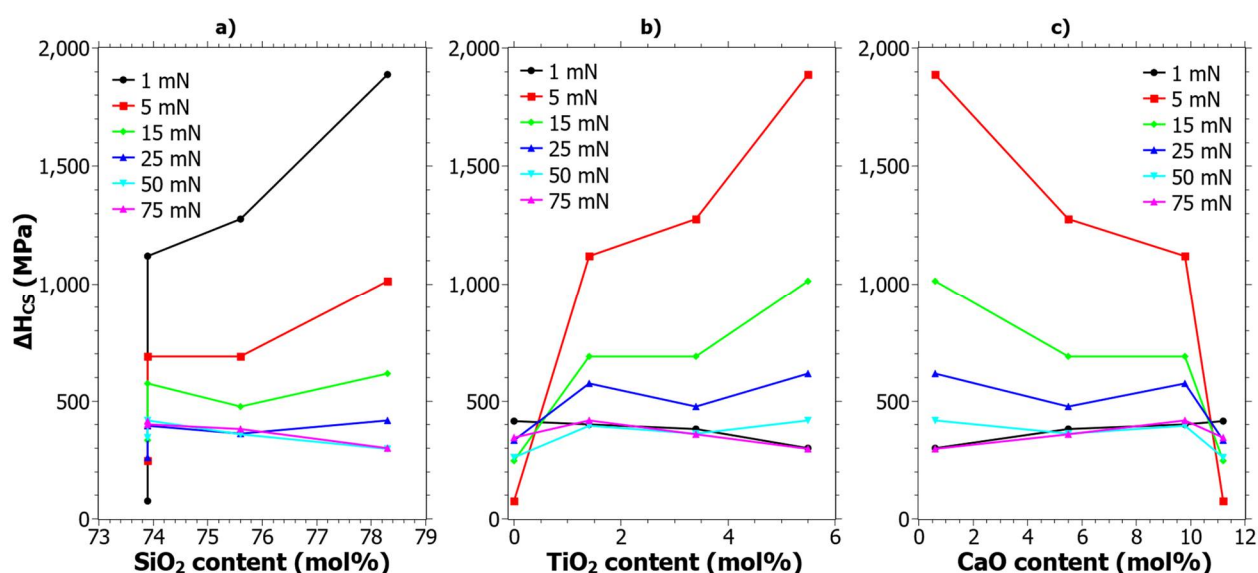 a)
2,000
1,500
1,000
500
0
ΔH_CS (MPa)
1 mN
5 mN
15 mN
25 mN
50 mN
75 mN
73 74 75 76 77 78 79
SiO₂ content (mol%)
b)
2,000
1,500
1,000
500
0
1 mN
5 mN
15 mN
25 mN
50 mN
75 mN
0 2 4 6
TiO₂ content (mol%)
c)
2,000
1,500
1,000
500
0
1 mN
5 mN
15 mN
25 mN
50 mN
75 mN
0 2 4 6 8 10 12
CaO content (mol%)